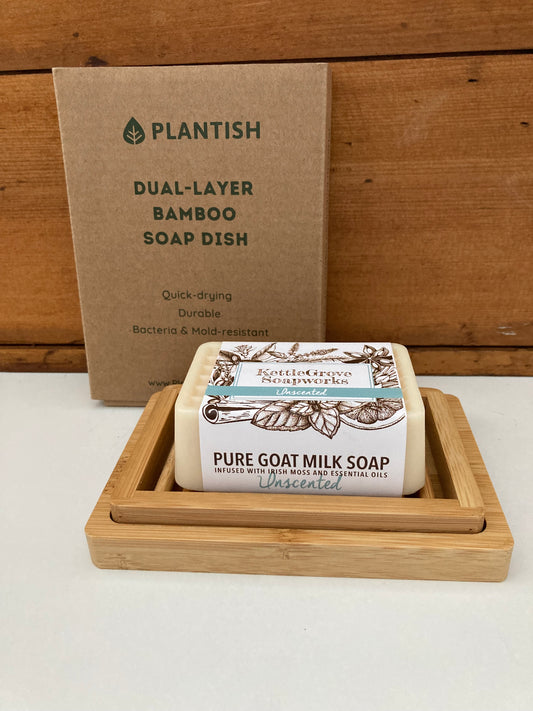 PLANTISH
DUAL-LAYER
BAMBOO
SOAP DISH
Quick-drying
Durable
Bacteria & Mold-resistant
www.
KettleGrove
Soapworks
Unscented
PURE GOAT MILK SOAP
INFUSED WITH IRISH MOSS AND ESSENTIAL OILS
Unscented